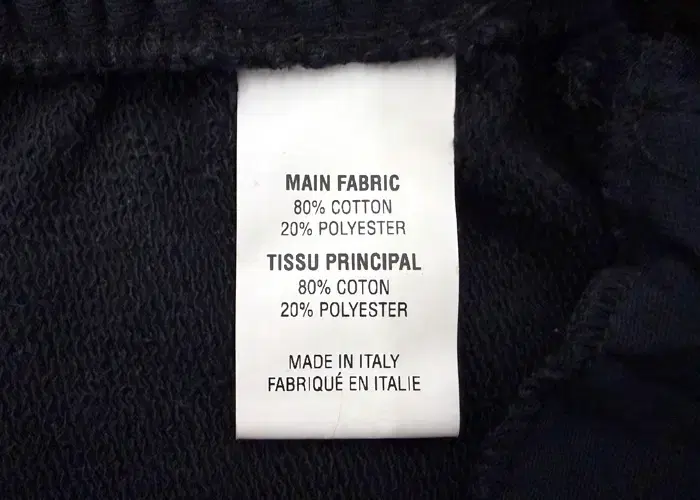 MAIN FABRIC
80% COTTON
20% POLYESTER
TISSU PRINCIPAL
80% COTON
20% POLYESTER
MADE IN ITALY
FABRIQUÉ EN ITALIE